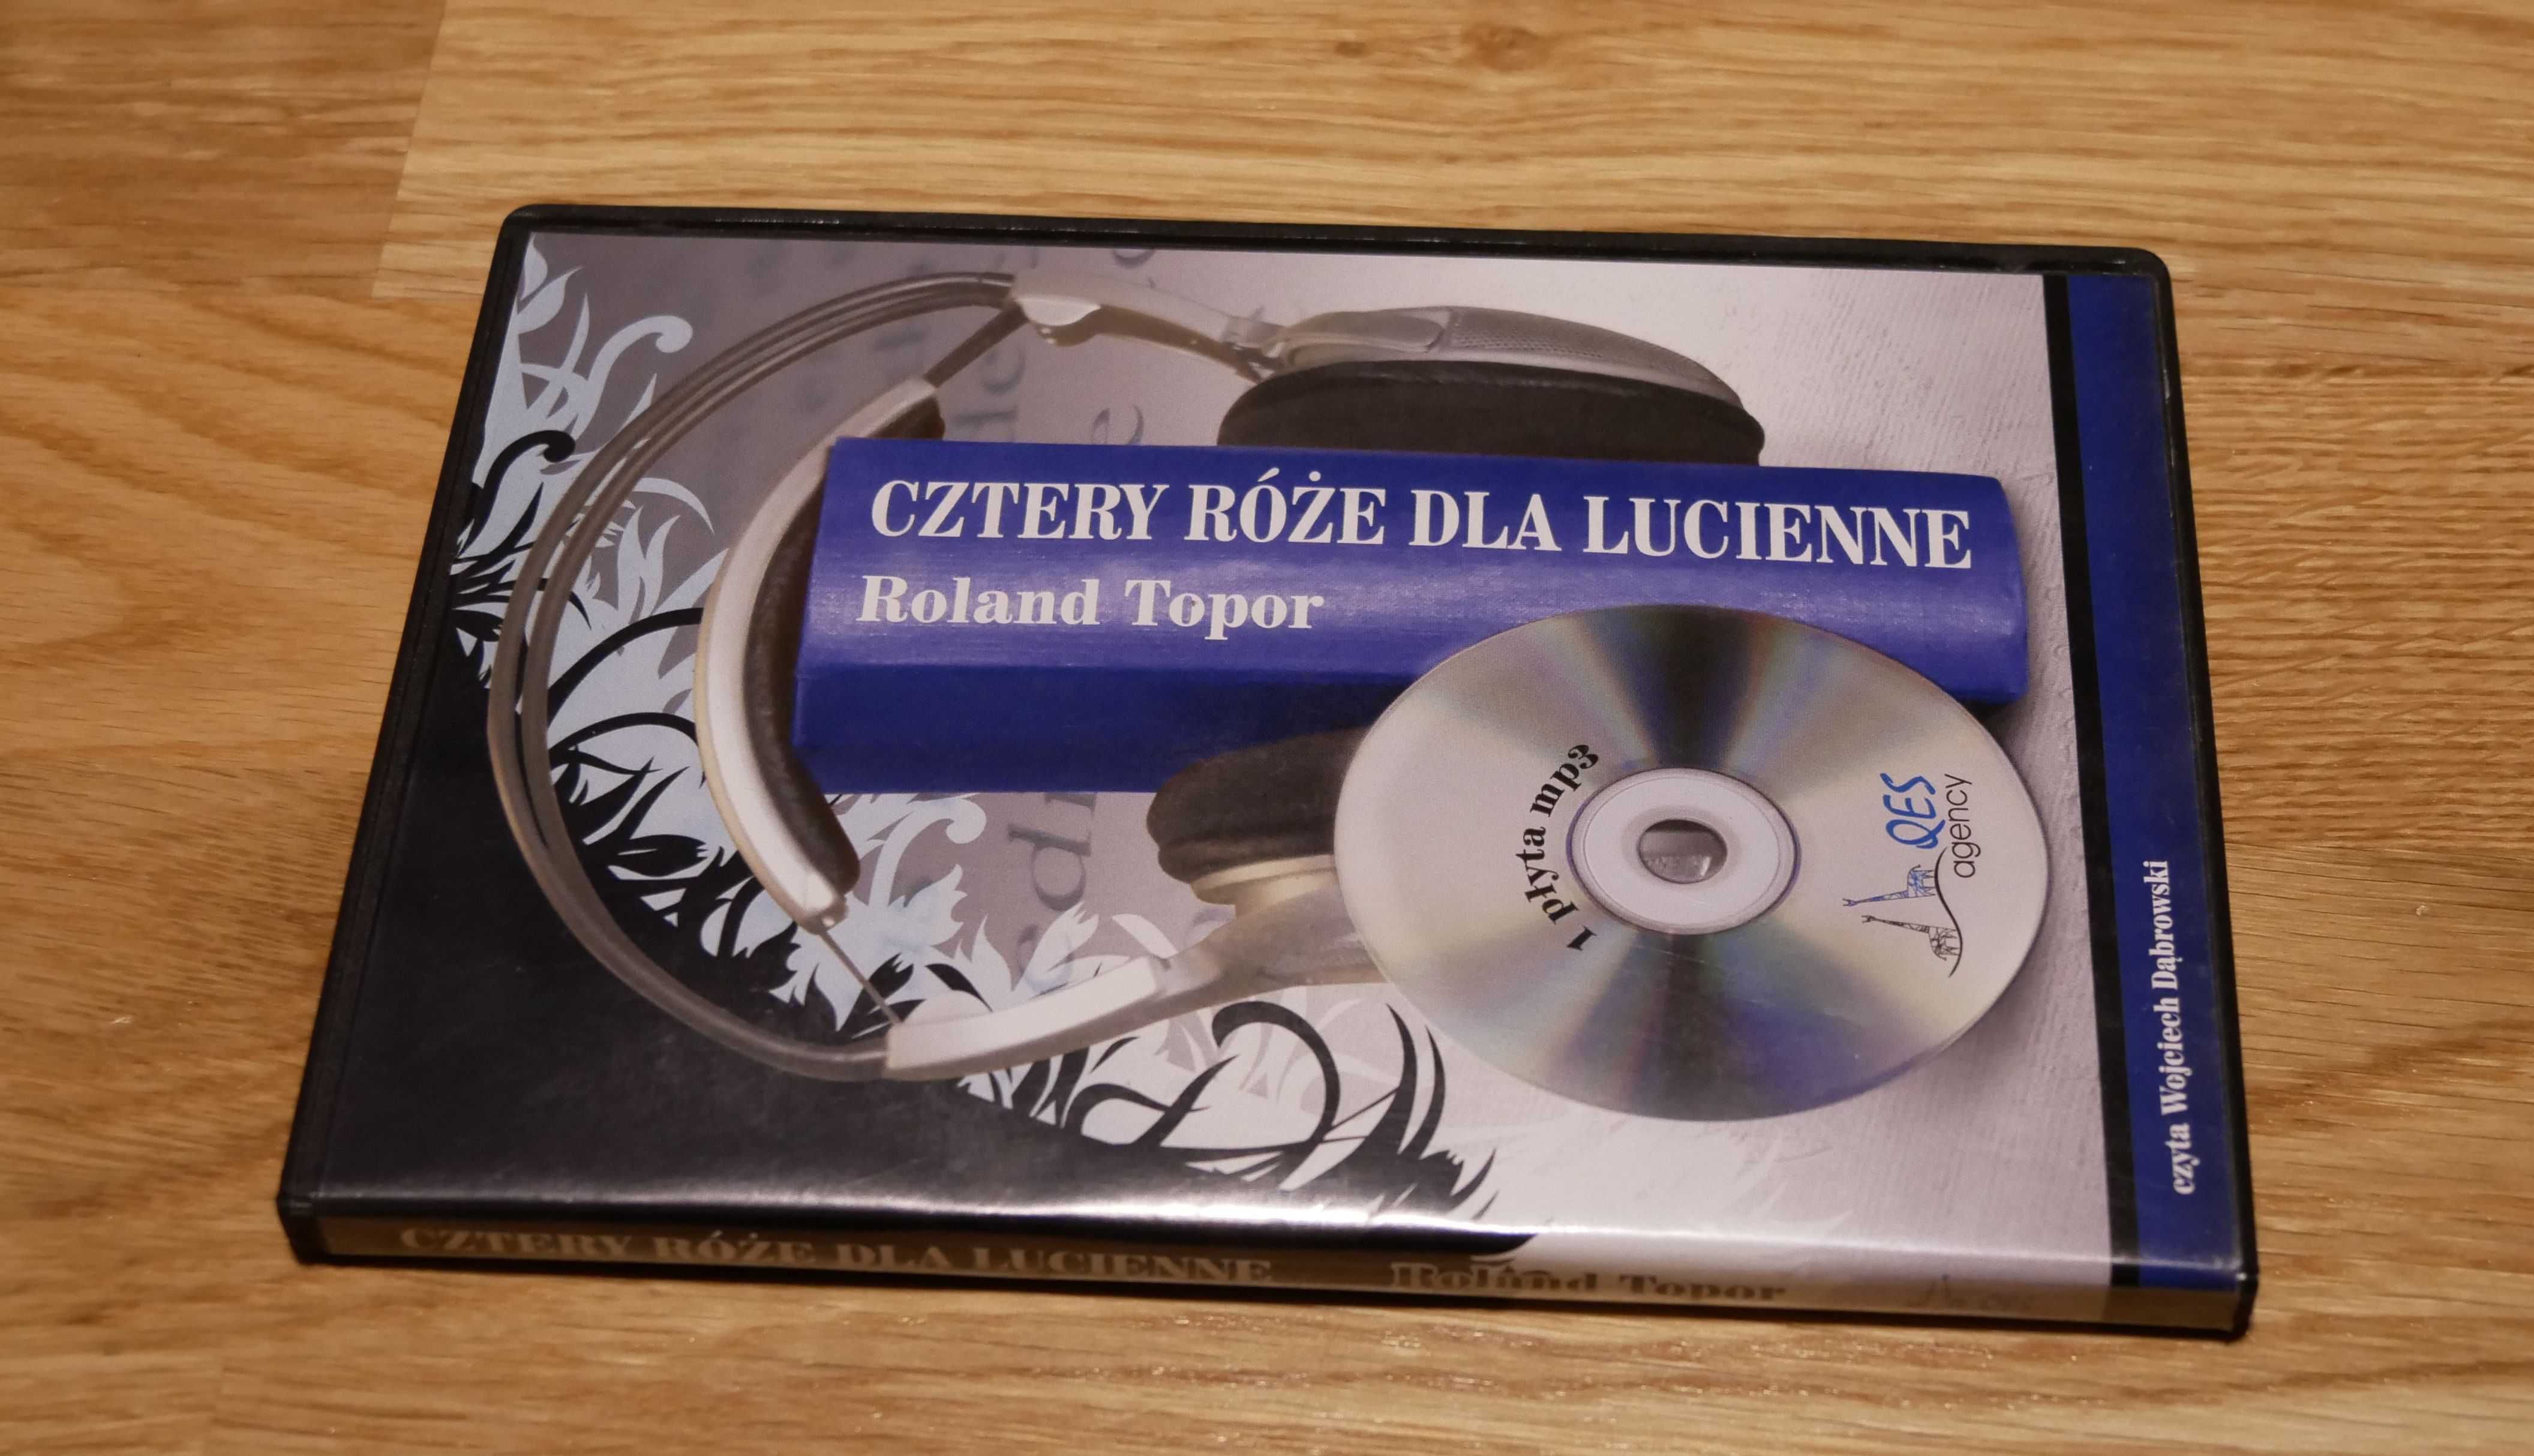 CZTERY RÓŻE DLA LUCIENNE
Roland Topor
1 płyta mp3
QES
agency
czyta Wojciech Dąbrowski
CZTERY RÓŻE DLA LUCIENNE Roland Topor